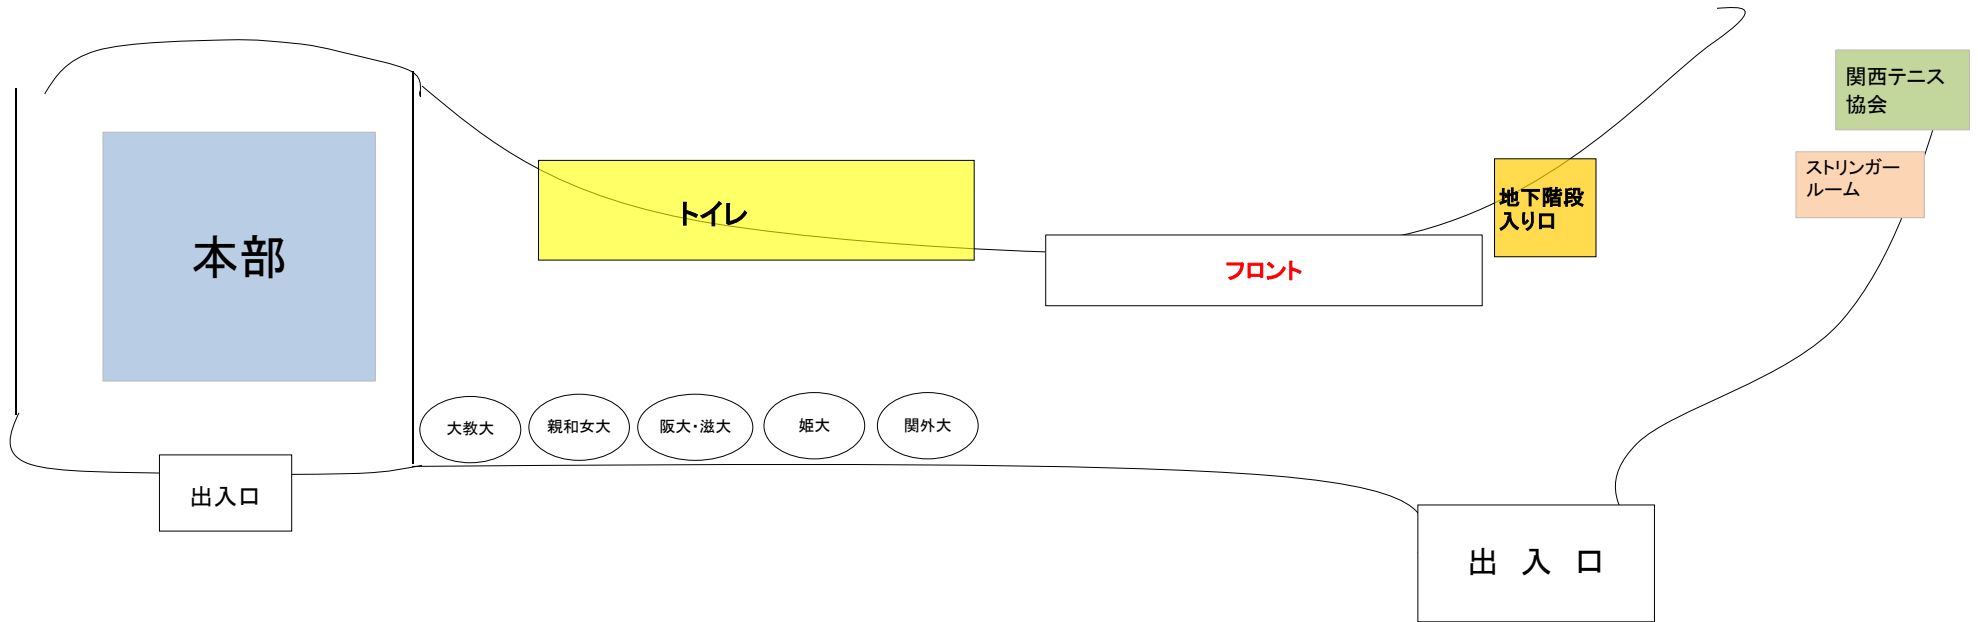 関西テニス
協会
ストリンガー
ルーム
地下階段
入り口
トイレ
本部
フロント
大教大
親和女大
阪大・滋大
姫大
関外大
出入口
出　入　口